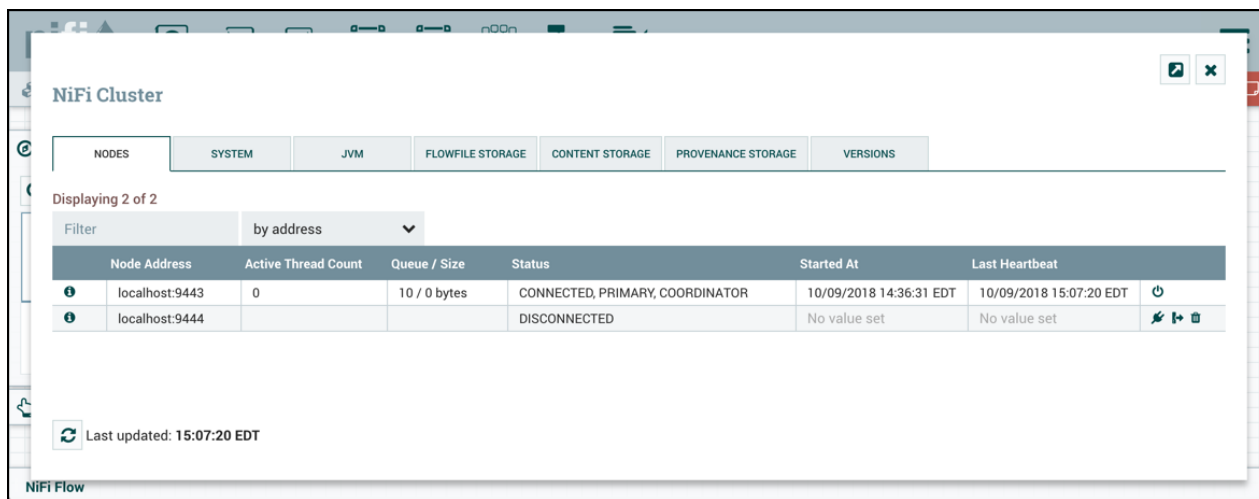 NiFi Cluster
NODES SYSTEM JVM FLOWFILE STORAGE CONTENT STORAGE PROVENANCE STORAGE VERSIONS
Displaying 2 of 2
Filter by address
Node Address Active Thread Count Queue / Size Status Started At Last Heartbeat
localhost:9443 0 10 / 0 bytes CONNECTED, PRIMARY, COORDINATOR 10/09/2018 14:36:31 EDT 10/09/2018 15:07:20 EDT
localhost:9444 DISCONNECTED No value set No value set
Last updated: 15:07:20 EDT
NiFi Flow